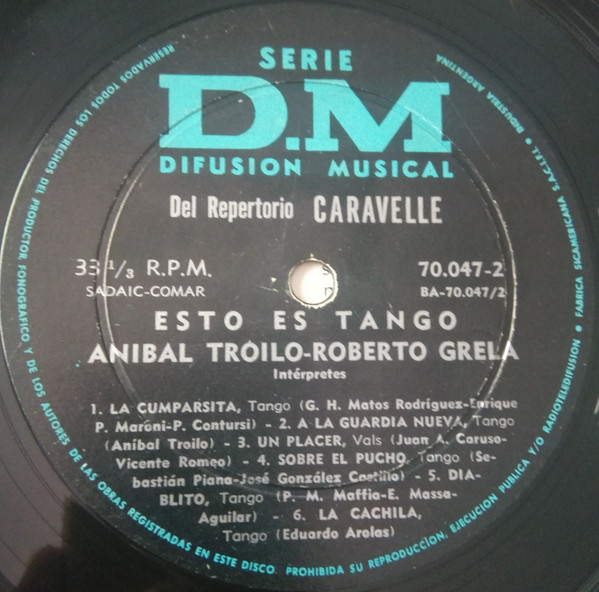 SERIE
D.M
DIFUSION MUSICAL
Del Repertorio CARAVELLE
33 1/3 R.P.M.
SADAIC-COMAR
70.047-2
BA-70.047/2
ESTO ES TANGO
ANIBAL TROILO-ROBERTO GRELA
Intérpretes
1. LA CUMPARSITA, Tango (G. H. Matos Rodríguez-Enrique
P. Maroni-P. Contursi) - 2. A LA GUARDIA NUEVA, Tango
(Aníbal Troilo) - 3. UN PLACER, Vals (Juan A. Caruso-
Vicente Romeo) - 4. SOBRE EL PUCHO, Tango (Se-
bastián Piana-José González Castillo) - 5. DIA-
BLITO, Tango (P. M. Maffia-E. Massa-
Aguilar) - 6. LA CACHILA,
Tango (Eduardo Arolas)
RESERVADOS TODOS LOS DERECHOS DEL PRODUCTOR FONOGRAFICO Y DE LOS AUTORES DE LAS OBRAS REGISTRADAS EN ESTE DISCO. PROHIBIDA SU REPRODUCCION, EJECUCION PUBLICA Y/O RADIOTELEDIFUSION • FABRICA SICAMERICANA S.A.C.I.F.I. • INDUSTRIA ARGENTINA